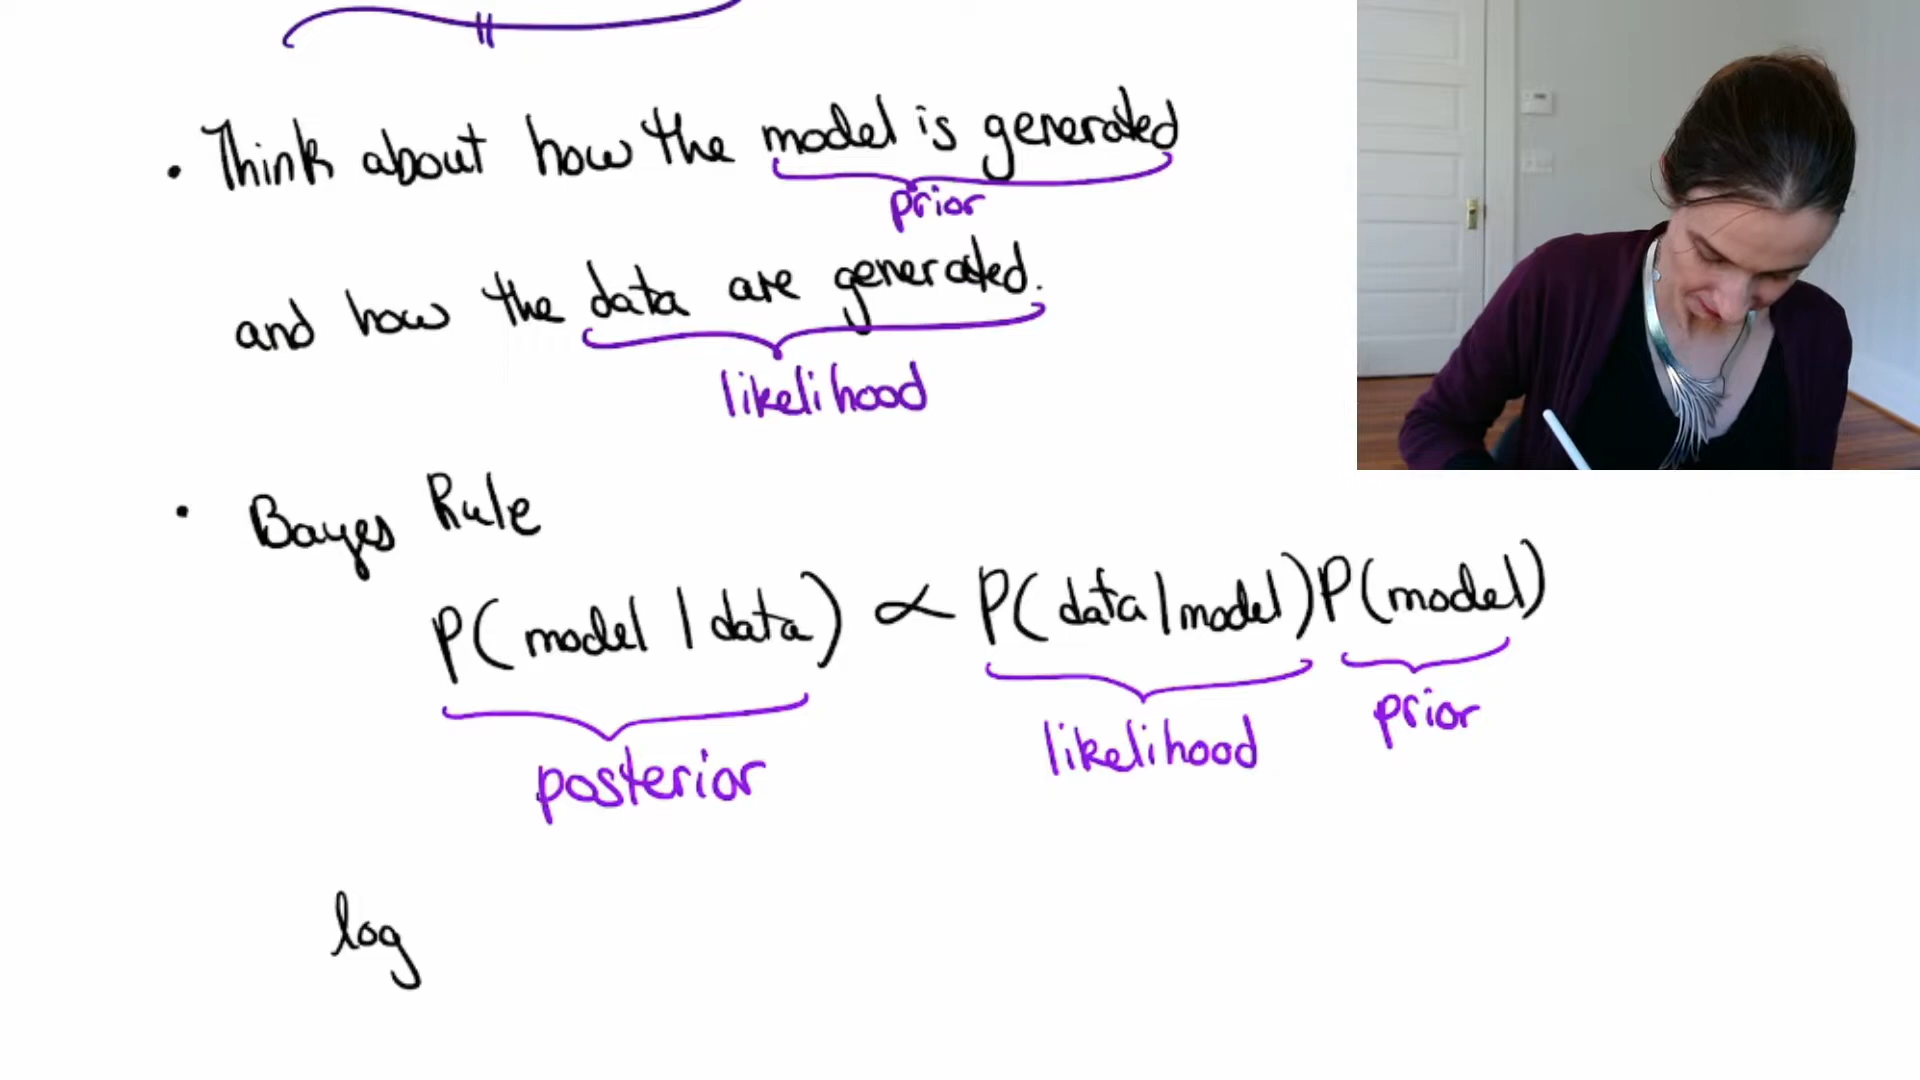 • Think about how the model is generated
prior
and how the data are generated.
likelihood
• Bayes Rule
P(model | data) ∝ P(data | model) P(model)
posterior likelihood prior
log